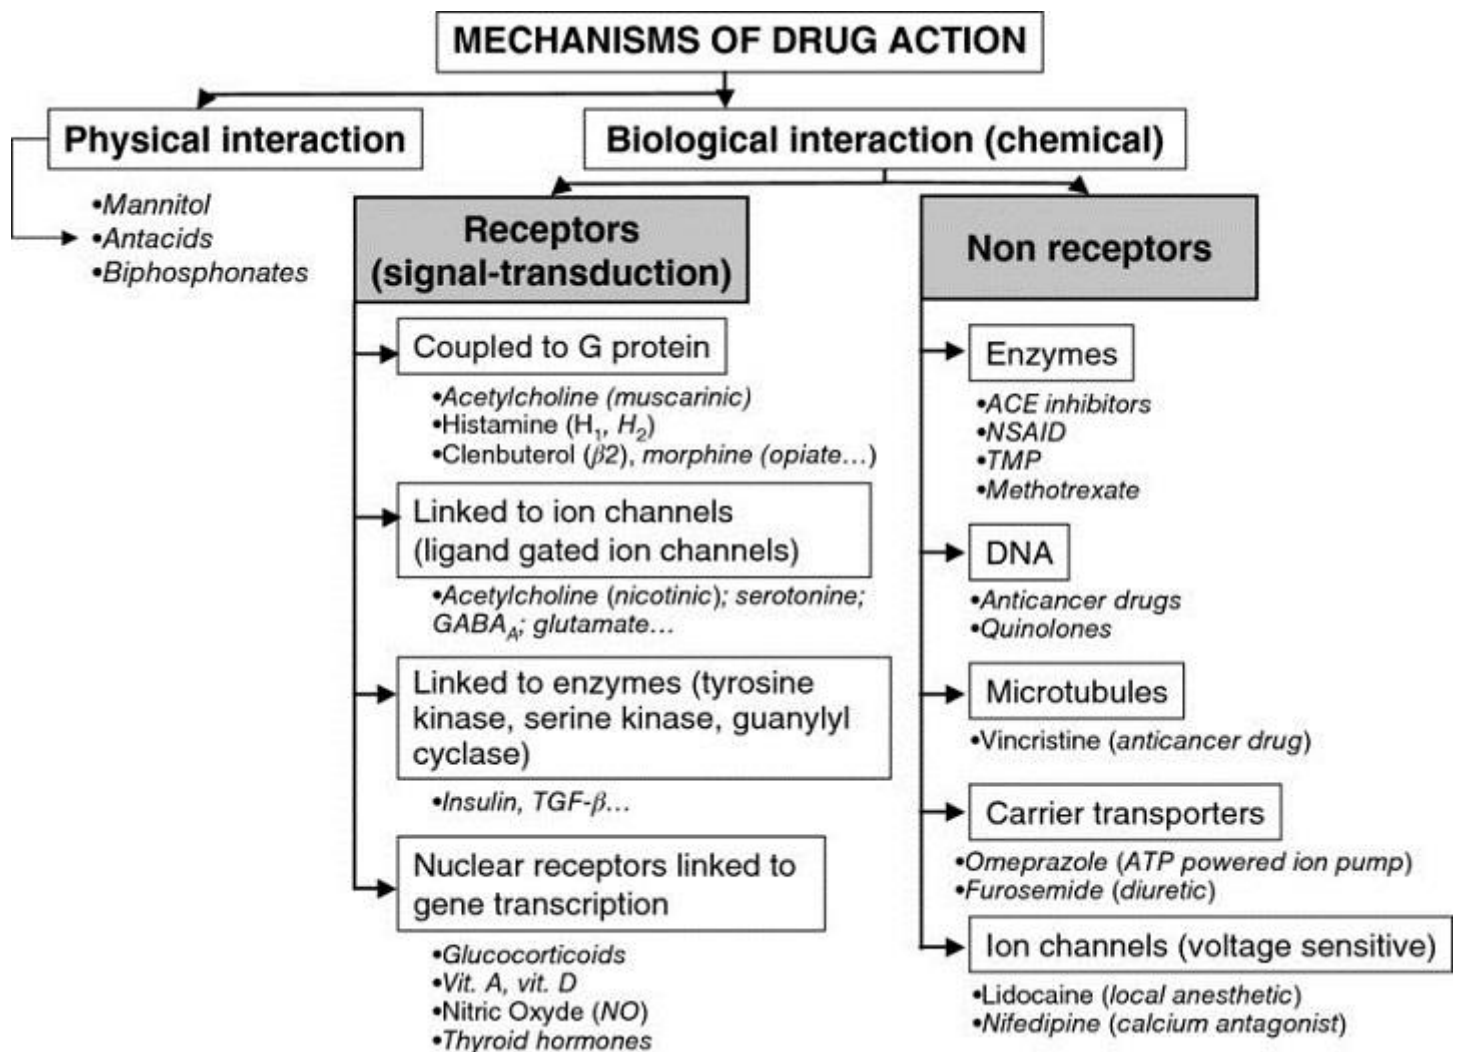 MECHANISMS OF DRUG ACTION
Physical interaction
•Mannitol
•Antacids
•Biphosphonates
Biological interaction (chemical)
Receptors
(signal-transduction)
Coupled to G protein
•Acetylcholine (muscarinic)
•Histamine (H1, H2)
•Clenbuterol (β2), morphine (opiate...)
Linked to ion channels
(ligand gated ion channels)
•Acetylcholine (nicotinic); serotonine;
GABAA; glutamate...
Linked to enzymes (tyrosine
kinase, serine kinase, guanylyl
cyclase)
•Insulin, TGF-β...
Nuclear receptors linked to
gene transcription
•Glucocorticoids
•Vit. A, vit. D
•Nitric Oxyde (NO)
•Thyroid hormones
Non receptors
Enzymes
•ACE inhibitors
•NSAID
•TMP
•Methotrexate
DNA
•Anticancer drugs
•Quinolones
Microtubules
•Vincristine (anticancer drug)
Carrier transporters
•Omeprazole (ATP powered ion pump)
•Furosemide (diuretic)
Ion channels (voltage sensitive)
•Lidocaine (local anesthetic)
•Nifedipine (calcium antagonist)